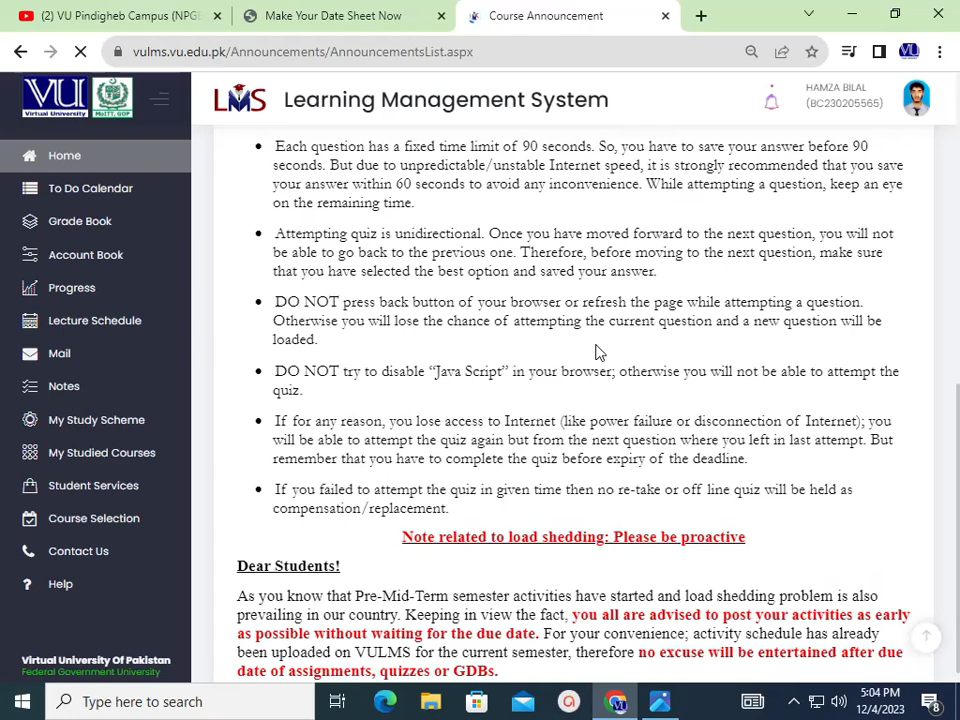 (2) VU Pindigheb Campus (NPGE
Make Your Date Sheet Now
Course Announcement
vulms.vu.edu.pk/Announcements/AnnouncementsList.aspx
VU
Virtual University
MoITT, GOP
LMS
Learning Management System
HAMZA BILAL
(BC230205565)
Home
To Do Calendar
Grade Book
Account Book
Progress
Lecture Schedule
Mail
Notes
My Study Scheme
My Studied Courses
Student Services
Course Selection
Contact Us
Help
Virtual University Of Pakistan
Federal Government University
• Each question has a fixed time limit of 90 seconds. So, you have to save your answer before 90
seconds. But due to unpredictable/unstable Internet speed, it is strongly recommended that you save
your answer within 60 seconds to avoid any inconvenience. While attempting a question, keep an eye
on the remaining time.
• Attempting quiz is unidirectional. Once you have moved forward to the next question, you will not
be able to go back to the previous one. Therefore, before moving to the next question, make sure
that you have selected the best option and saved your answer.
• DO NOT press back button of your browser or refresh the page while attempting a question.
Otherwise you will lose the chance of attempting the current question and a new question will be
loaded.
• DO NOT try to disable “Java Script” in your browser; otherwise you will not be able to attempt the
quiz.
• If for any reason, you lose access to Internet (like power failure or disconnection of Internet); you
will be able to attempt the quiz again but from the next question where you left in last attempt. But
remember that you have to complete the quiz before expiry of the deadline.
• If you failed to attempt the quiz in given time then no re-take or off line quiz will be held as
compensation/replacement.
Note related to load shedding: Please be proactive
Dear Students!
As you know that Pre-Mid-Term semester activities have started and load shedding problem is also
prevailing in our country. Keeping in view the fact, you all are advised to post your activities as early
as possible without waiting for the due date. For your convenience; activity schedule has already
been uploaded on VULMS for the current semester, therefore no excuse will be entertained after due
date of assignments, quizzes or GDBs.
Type here to search
5:04 PM
12/4/2023
8